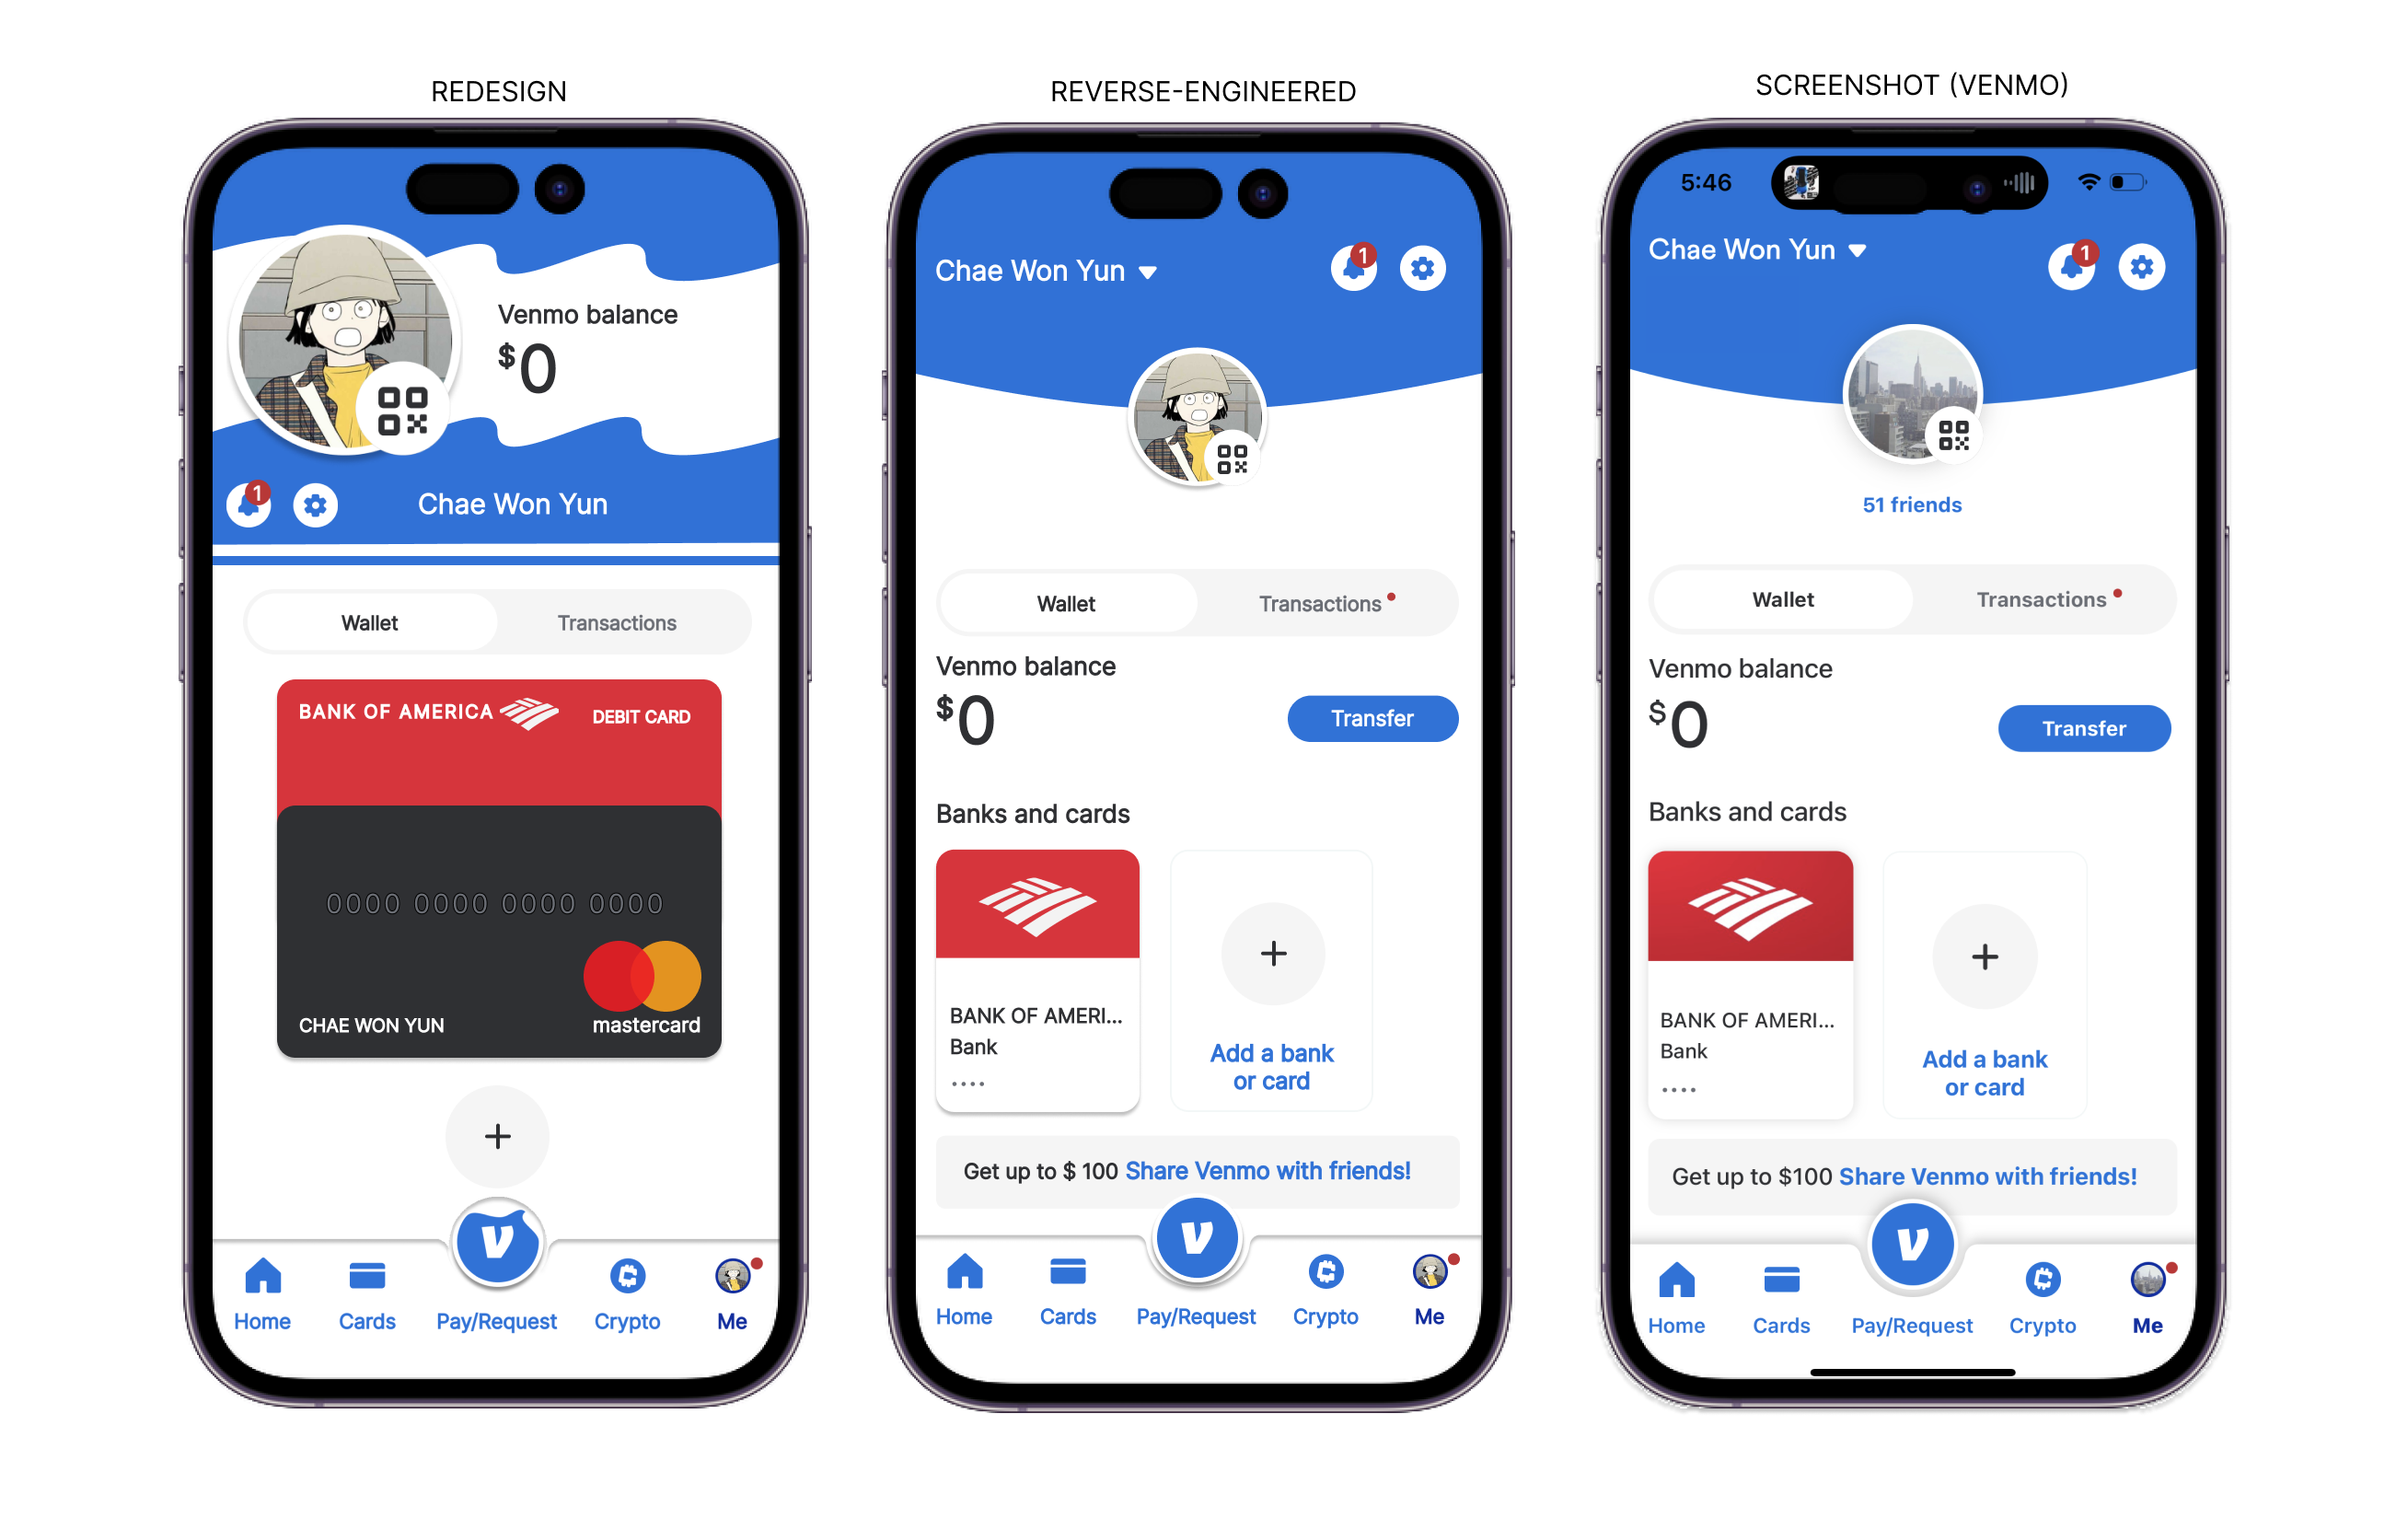 REDESIGN
Venmo balance
$0
1
Chae Won Yun
Wallet Transactions
BANK OF AMERICA DEBIT CARD
0000 0000 0000 0000
CHAE WON YUN mastercard
+
V
Home Cards Pay/Request Crypto Me
REVERSE-ENGINEERED
Chae Won Yun 1
Wallet Transactions
Venmo balance
$0 Transfer
Banks and cards
BANK OF AMERI...
Bank
....
+
Add a bank
or card
Get up to $ 100 Share Venmo with friends!
V
Home Cards Pay/Request Crypto Me
SCREENSHOT (VENMO)
5:46
Chae Won Yun 1
51 friends
Wallet Transactions
Venmo balance
$0 Transfer
Banks and cards
BANK OF AMERI...
Bank
....
+
Add a bank
or card
Get up to $100 Share Venmo with friends!
V
Home Cards Pay/Request Crypto Me